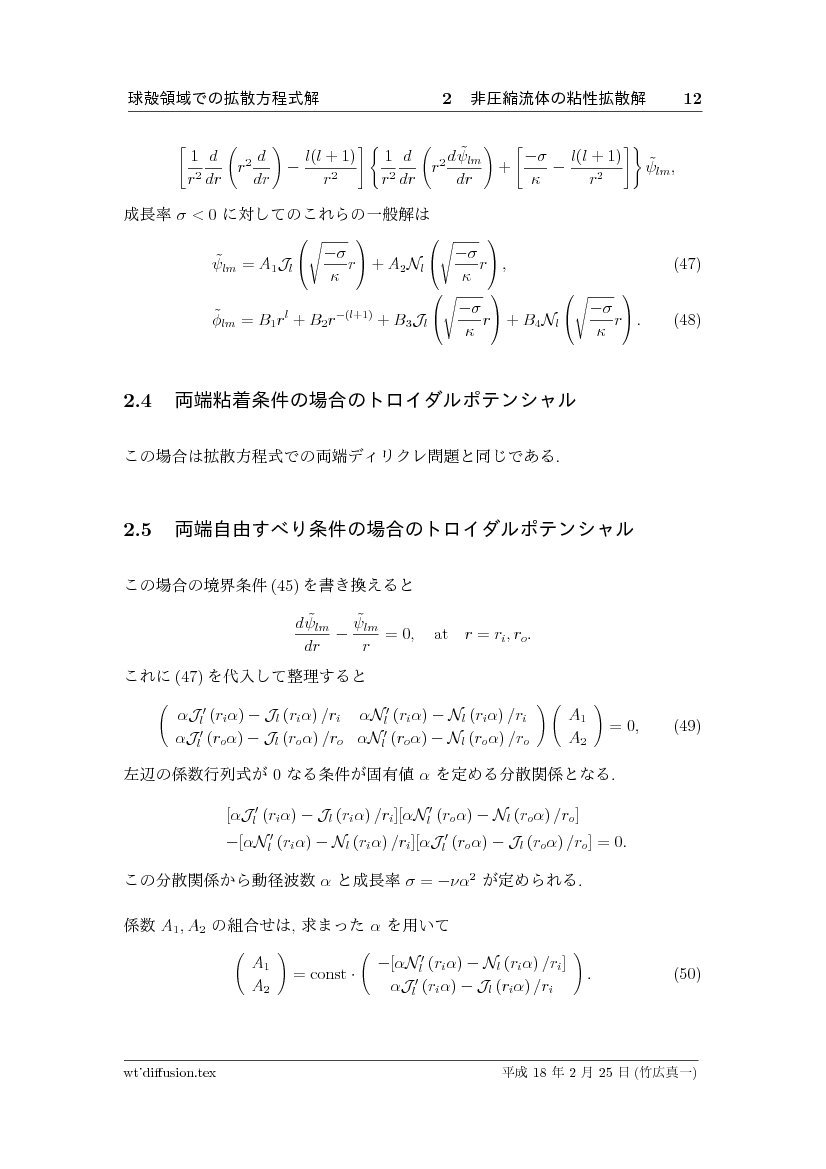 球殻領域での拡散方程式解 2 非圧縮流体の粘性拡散解 12
\left[ \frac{1}{r^2} \frac{d}{dr} \left( r^2 \frac{d}{dr} \right) - \frac{l(l+1)}{r^2} \right] \left\{ \frac{1}{r^2} \frac{d}{dr} \left( r^2 \frac{d\tilde{\psi}_{lm}}{dr} \right) + \left[ \frac{-\sigma}{\kappa} - \frac{l(l+1)}{r^2} \right] \right\} \tilde{\psi}_{lm},
成長率 σ < 0 に対してのこれらの一般解は
\tilde{\psi}_{lm} = A_1 \mathcal{J}_l \left( \sqrt{\frac{-\sigma}{\kappa}} r \right) + A_2 \mathcal{N}_l \left( \sqrt{\frac{-\sigma}{\kappa}} r \right), (47)
\tilde{\phi}_{lm} = B_1 r^l + B_2 r^{-(l+1)} + B_3 \mathcal{J}_l \left( \sqrt{\frac{-\sigma}{\kappa}} r \right) + B_4 \mathcal{N}_l \left( \sqrt{\frac{-\sigma}{\kappa}} r \right). (48)
2.4 両端粘着条件の場合のトロイダルポテンシャル
この場合は拡散方程式での両端ディリクレ問題と同じである.
2.5 両端自由すべり条件の場合のトロイダルポテンシャル
この場合の境界条件 (45) を書き換えると
\frac{d\tilde{\psi}_{lm}}{dr} - \frac{\tilde{\psi}_{lm}}{r} = 0, at r = r_i, r_o.
これに (47) を代入して整理すると
\begin{pmatrix} \alpha \mathcal{J}_l'(r_i\alpha) - \mathcal{J}_l(r_i\alpha)/r_i & \alpha \mathcal{N}_l'(r_i\alpha) - \mathcal{N}_l(r_i\alpha)/r_i \\ \alpha \mathcal{J}_l'(r_o\alpha) - \mathcal{J}_l(r_o\alpha)/r_o & \alpha \mathcal{N}_l'(r_o\alpha) - \mathcal{N}_l(r_o\alpha)/r_o \end{pmatrix} \begin{pmatrix} A_1 \\ A_2 \end{pmatrix} = 0, (49)
左辺の係数行列式が 0 なる条件が固有値 α を定める分散関係となる.
[\alpha \mathcal{J}_l'(r_i\alpha) - \mathcal{J}_l(r_i\alpha)/r_i][\alpha \mathcal{N}_l'(r_o\alpha) - \mathcal{N}_l(r_o\alpha)/r_o]
-[\alpha \mathcal{N}_l'(r_i\alpha) - \mathcal{N}_l(r_i\alpha)/r_i][\alpha \mathcal{J}_l'(r_o\alpha) - \mathcal{J}_l(r_o\alpha)/r_o] = 0.
この分散関係から動径波数 α と成長率 σ = −να² が定められる.
係数 A₁, A₂ の組合せは, 求まった α を用いて
\begin{pmatrix} A_1 \\ A_2 \end{pmatrix} = \text{const} \cdot \begin{pmatrix} -[\alpha \mathcal{N}_l'(r_i\alpha) - \mathcal{N}_l(r_i\alpha)/r_i] \\ \alpha \mathcal{J}_l'(r_i\alpha) - \mathcal{J}_l(r_i\alpha)/r_i \end{pmatrix}. (50)
wt˙diffusion.tex 平成 18 年 2 月 25 日 (竹広真一)